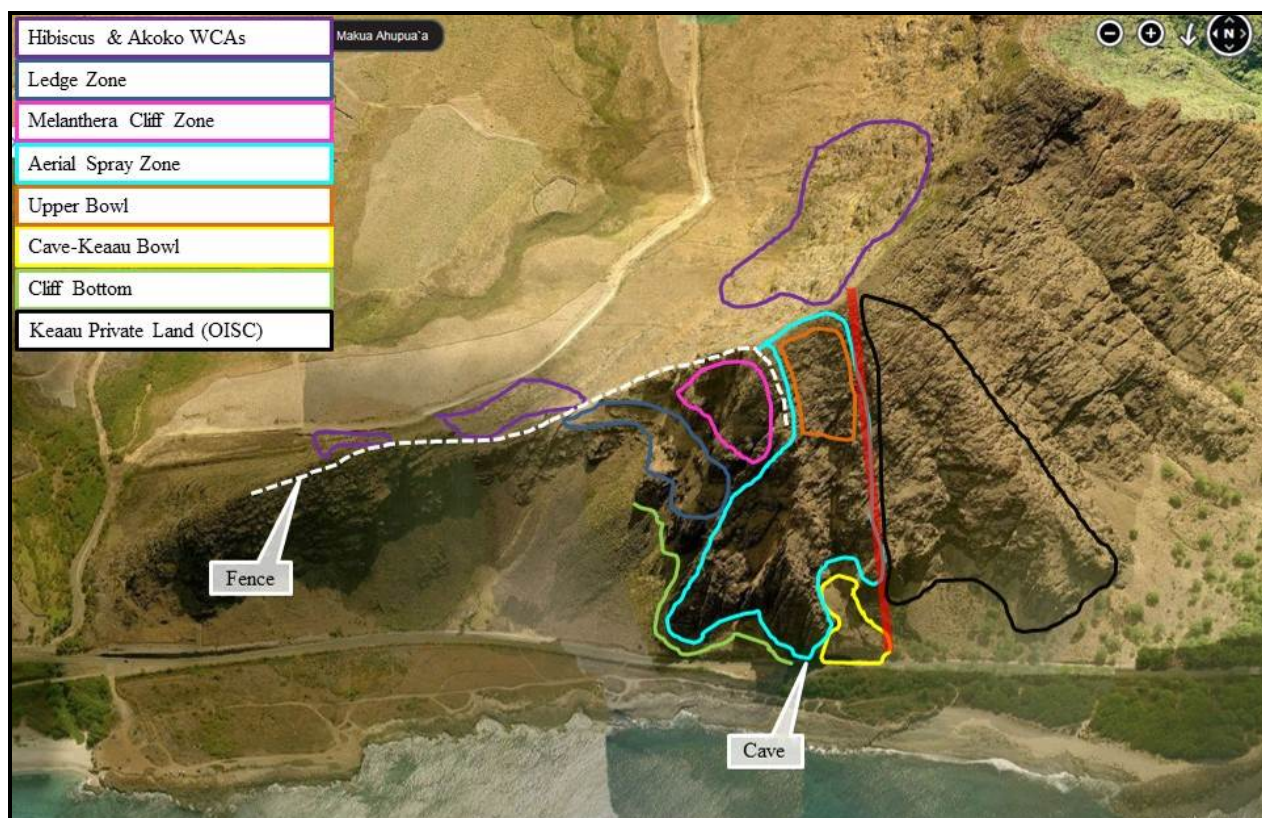 Hibiscus & Akoko WCAs
Makua Ahupua`a
Ledge Zone
Melanthera Cliff Zone
Aerial Spray Zone
Upper Bowl
Cave-Keaau Bowl
Cliff Bottom
Keaau Private Land (OISC)
N
Fence
Cave